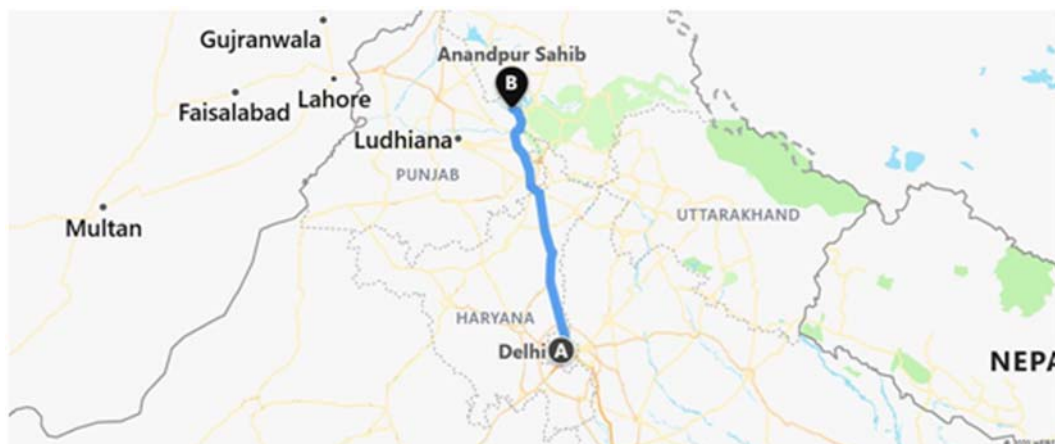 Gujranwala
Anandpur Sahib
B
Lahore
Faisalabad
Ludhiana
PUNJAB
UTTARAKHAND
Multan
HARYANA
Delhi A
NEPA